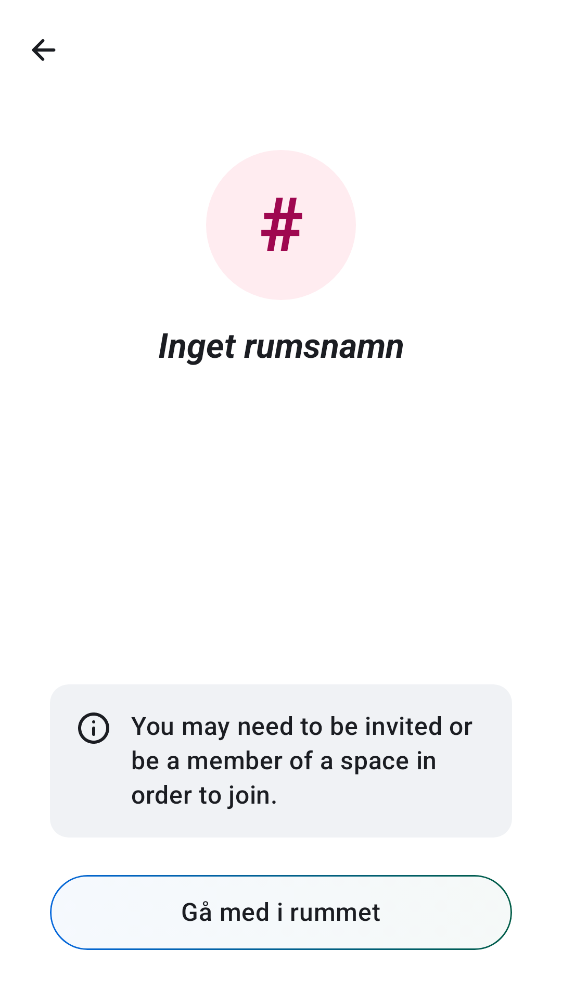 #
Inget rumsnamn
You may need to be invited or
be a member of a space in
order to join.
Gå med i rummet